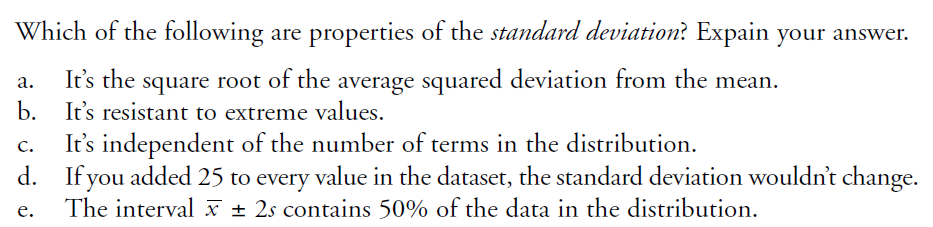 Which of the following are properties of the standard deviation? Expain your answer.
a. It's the square root of the average squared deviation from the mean.
b. It's resistant to extreme values.
c. It's independent of the number of terms in the distribution.
d. If you added 25 to every value in the dataset, the standard deviation wouldn't change.
e. The interval x̅ ± 2s contains 50% of the data in the distribution.